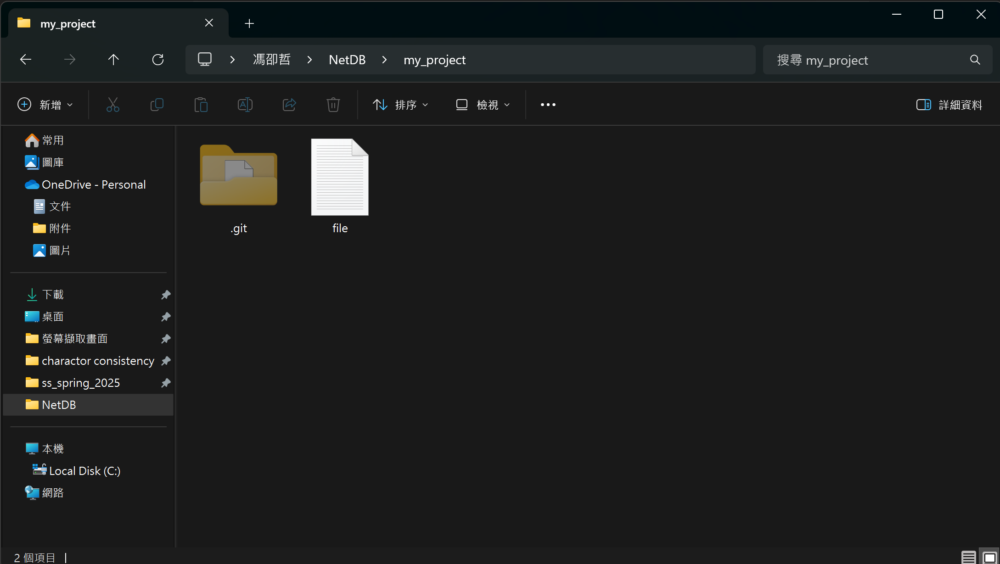 my_project
馮卲哲 NetDB my_project
搜尋 my_project
新增 排序 檢視 詳細資料
常用
圖庫
OneDrive - Personal
文件
附件
圖片
下載
桌面
螢幕擷取畫面
charactor consistency
ss_spring_2025
NetDB
本機
Local Disk (C:)
網路
.git file
2 個項目